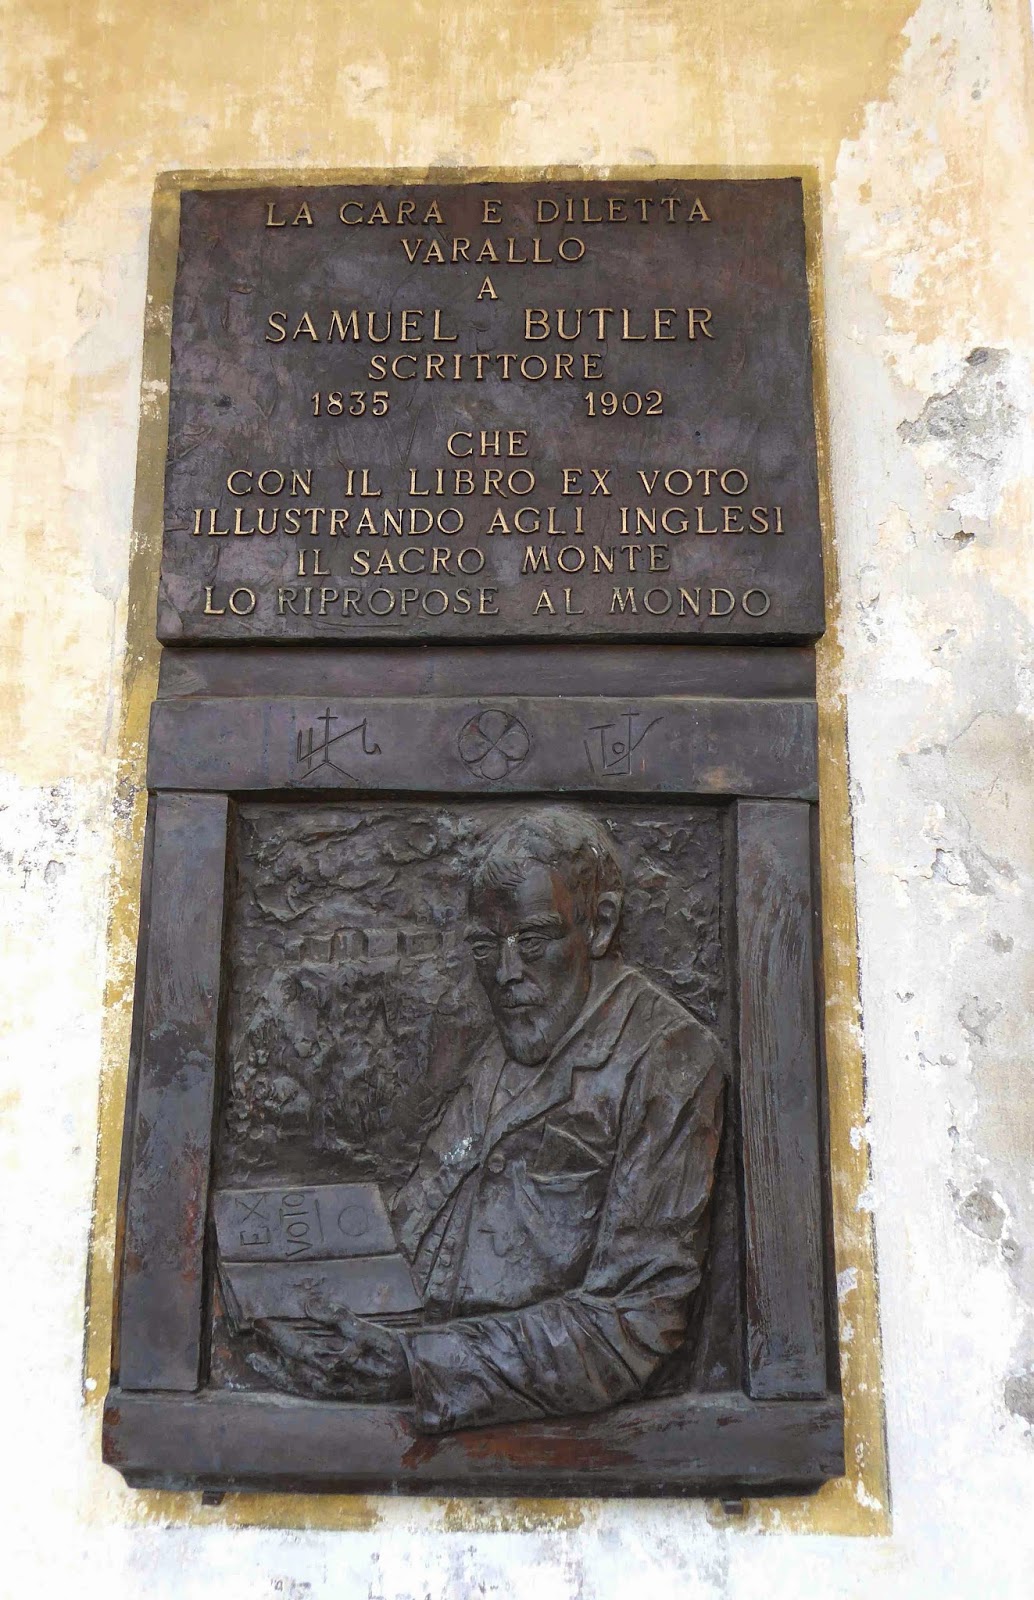 LA CARA E DILETTA
VARALLO
A
SAMUEL BUTLER
SCRITTORE
1835 1902
CHE
CON IL LIBRO EX VOTO
ILLUSTRANDO AGLI INGLESI
IL SACRO MONTE
LO RIPROPOSE AL MONDO
EX
VOTO